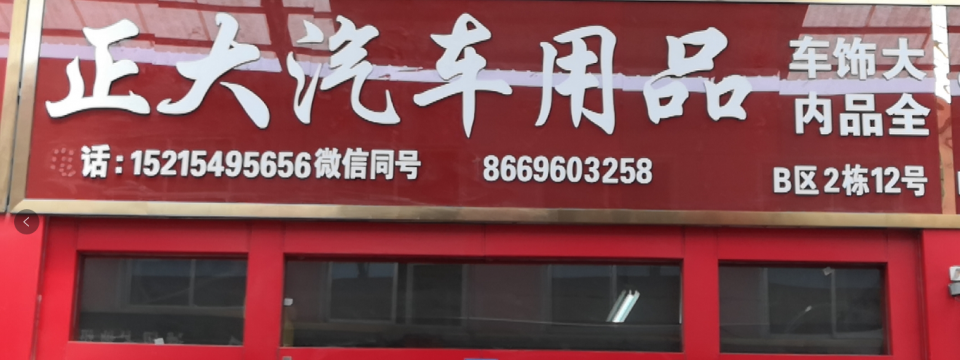 正大汽车用品
车内
饰品
大全
电话:15215495656微信同号
8669603258
B区2栋12号